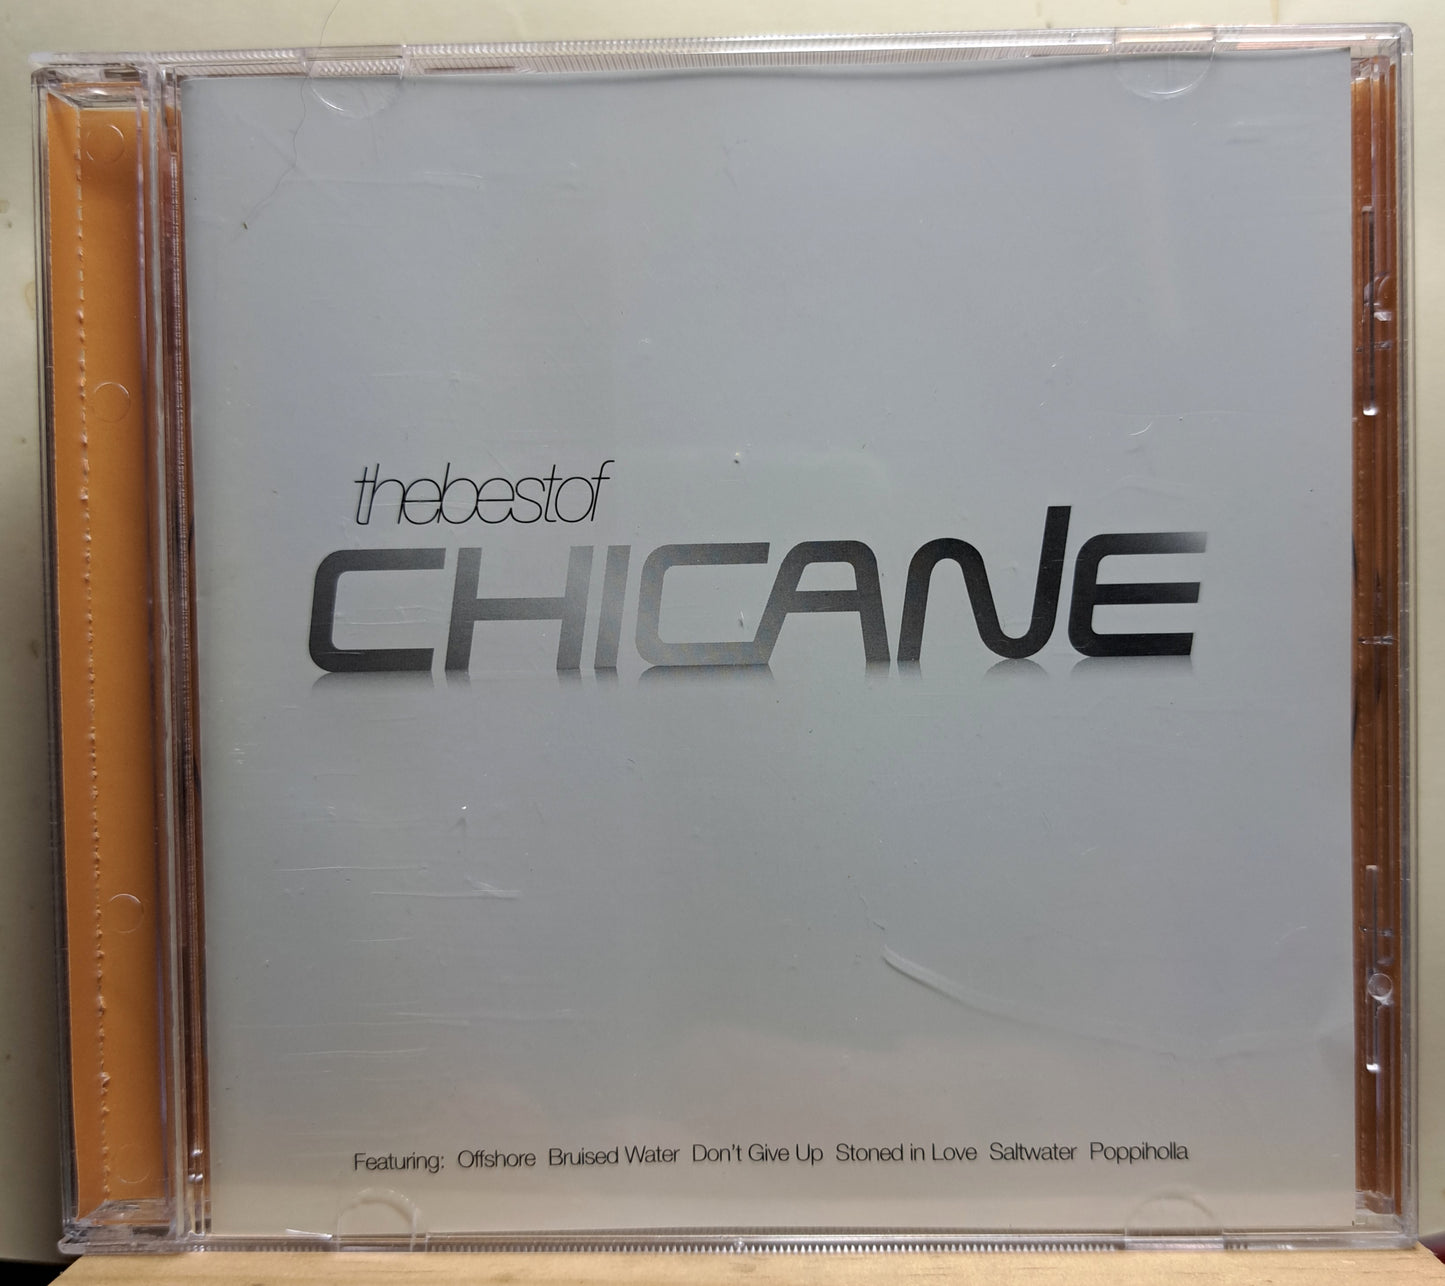 thebestof
CHICANE
Featuring: Offshore Bruised Water Don't Give Up Stoned in Love Saltwater Poppiholla